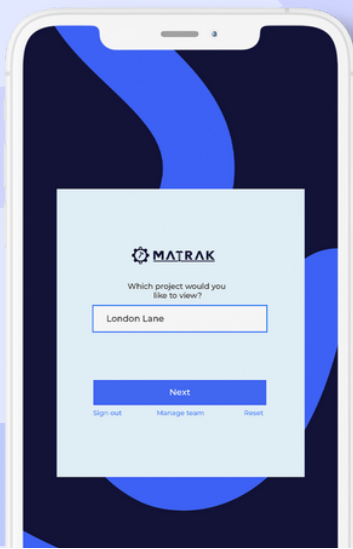 MATRAK
Which project would you
like to view?
London Lane
Next
Sign out Manage team Reset